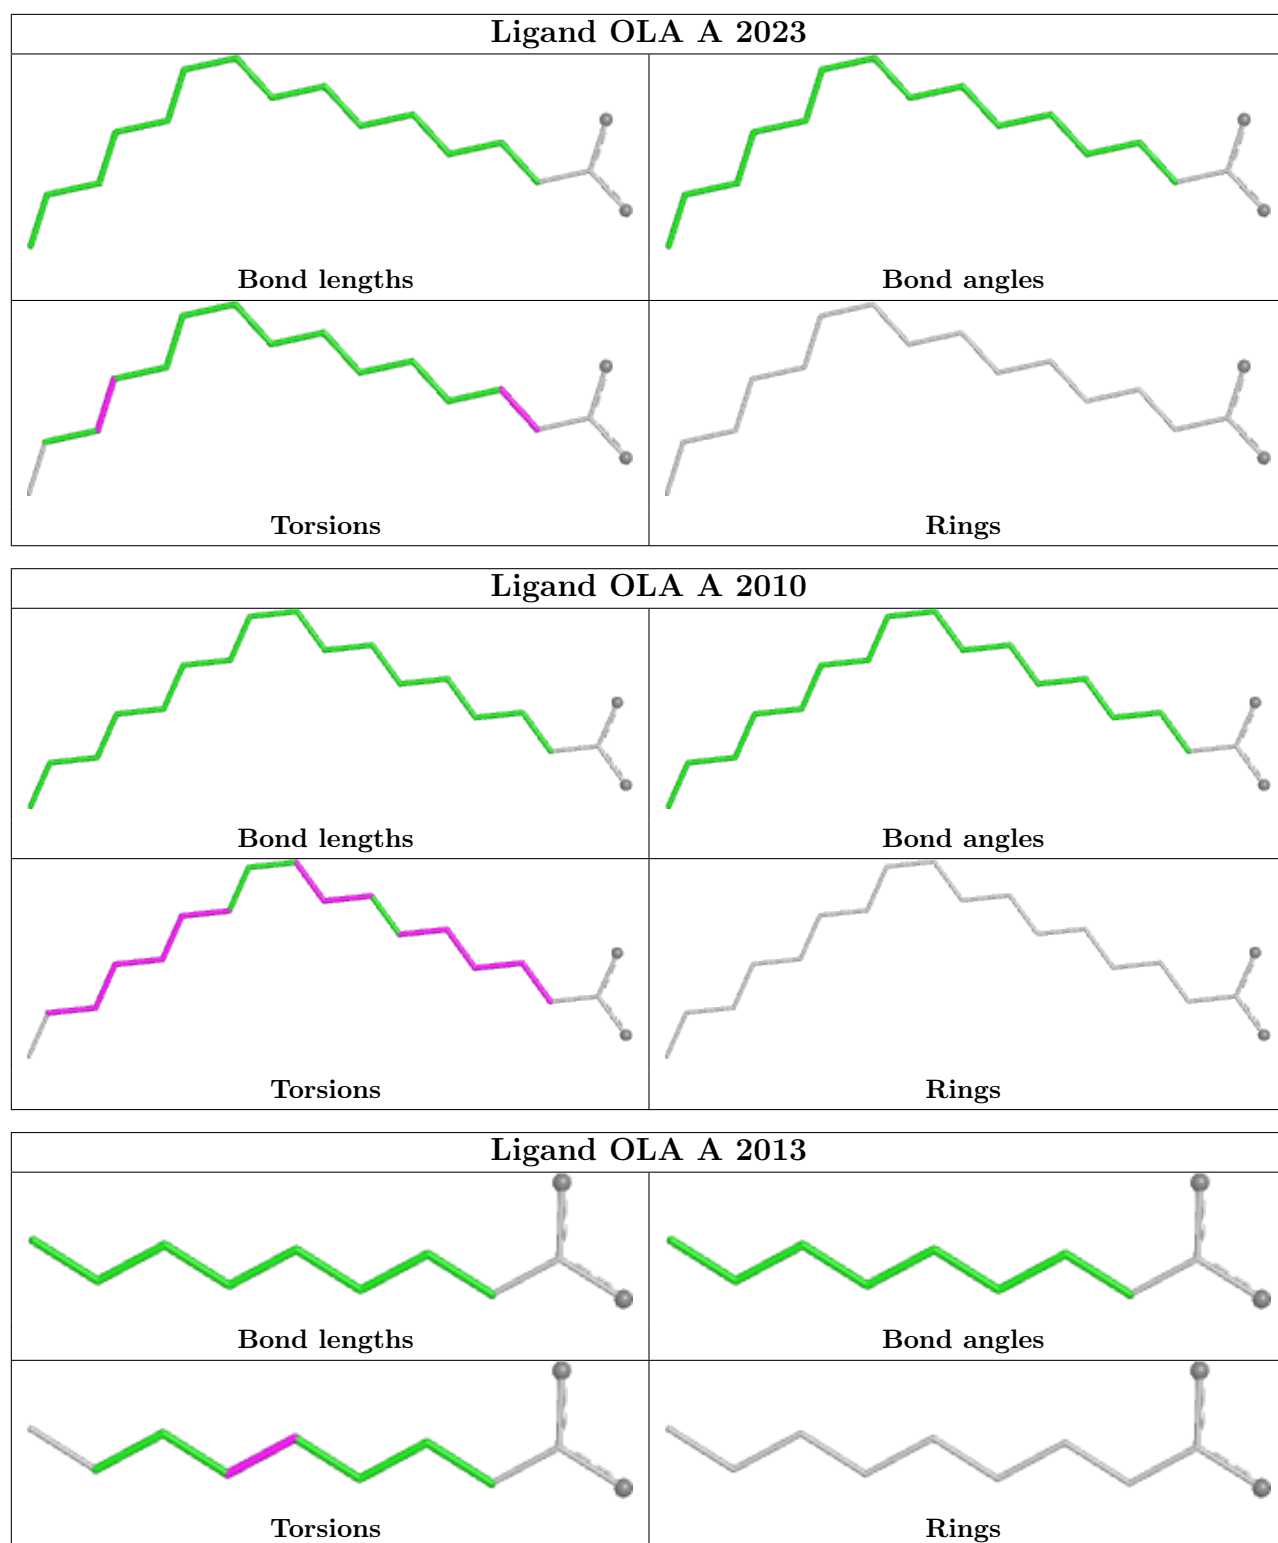 Ligand OLA A 2023
Bond lengths
Bond angles
Torsions
Rings
Ligand OLA A 2010
Bond lengths
Bond angles
Torsions
Rings
Ligand OLA A 2013
Bond lengths
Bond angles
Torsions
Rings